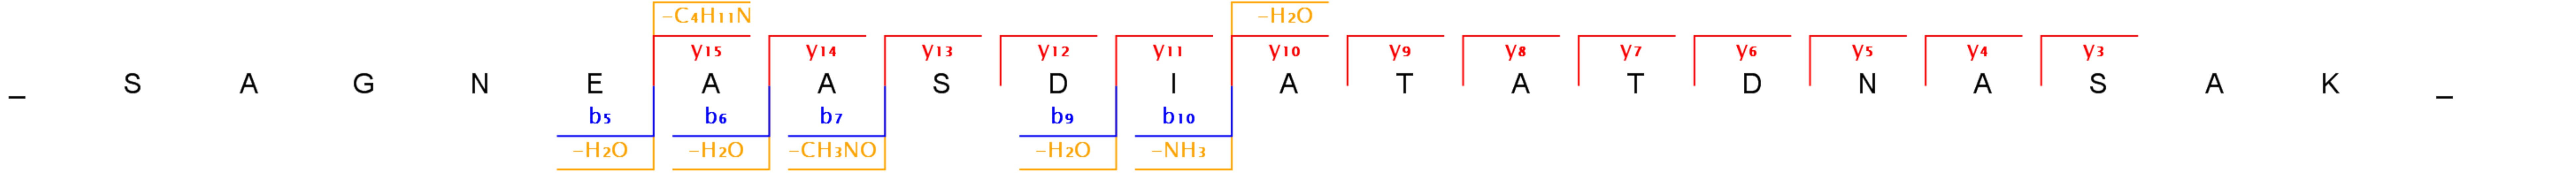 -C₄H₁₁N -H₂O
y₁₅ y₁₄ y₁₃ y₁₂ y₁₁ y₁₀ y₉ y₈ y₇ y₆ y₅ y₄ y₃
_ S A G N E A A S D I A T A T D N A S A K _
b₅ b₆ b₇ b₉ b₁₀
-H₂O -H₂O -CH₃NO -H₂O -NH₃